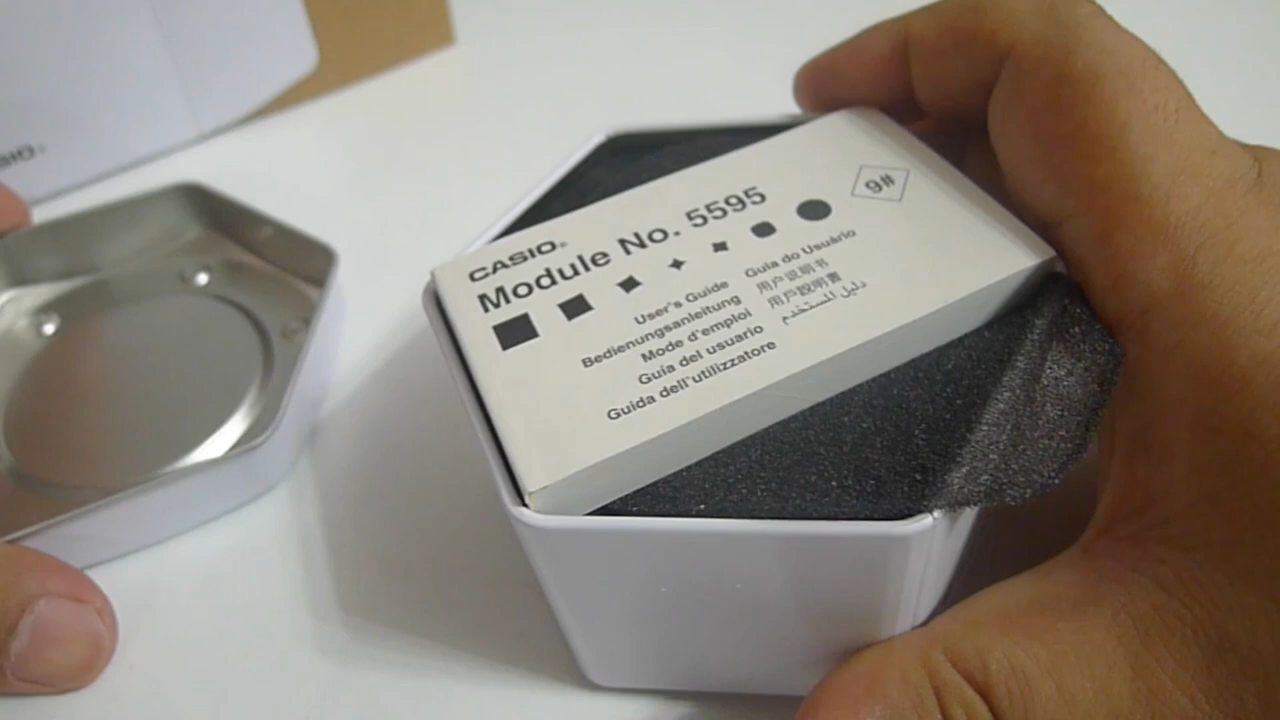 CASIO®
Module No. 5595
9#
User's Guide
Bedienungsanleitung
Mode d'emploi
Guía del usuario
Guida dell'utilizzatore
Guia do Usuário
用户说明书
用戶說明書
دليل المستخدم